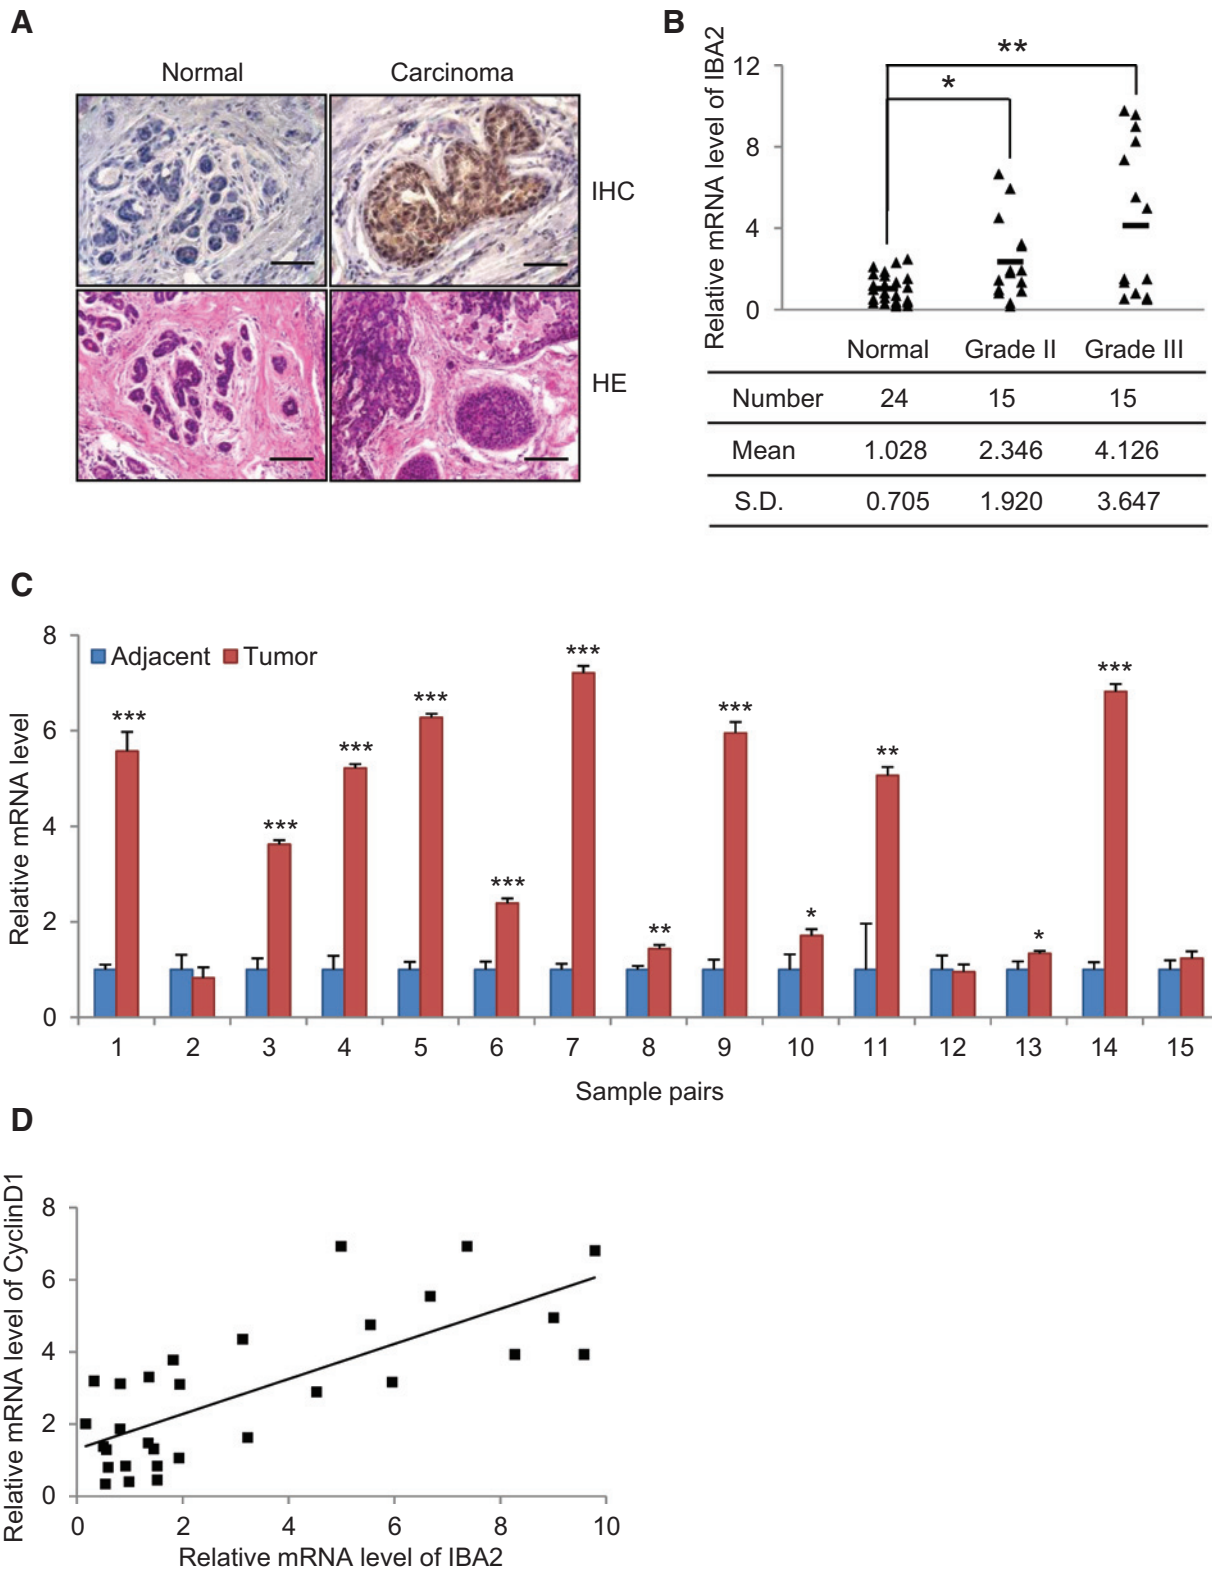 A
Normal Carcinoma
IHC
HE
B
Relative mRNA level of IBA2
12
8
4
0
**
*
Normal Grade II Grade III
Number 24 15 15
Mean 1.028 2.346 4.126
S.D. 0.705 1.920 3.647
C
Relative mRNA level
8
6
4
2
0
Adjacent Tumor
*** *** *** *** *** *** ** *** * ** * ***
1 2 3 4 5 6 7 8 9 10 11 12 13 14 15
Sample pairs
D
Relative mRNA level of CyclinD1
8
6
4
2
0
0 2 4 6 8 10
Relative mRNA level of IBA2